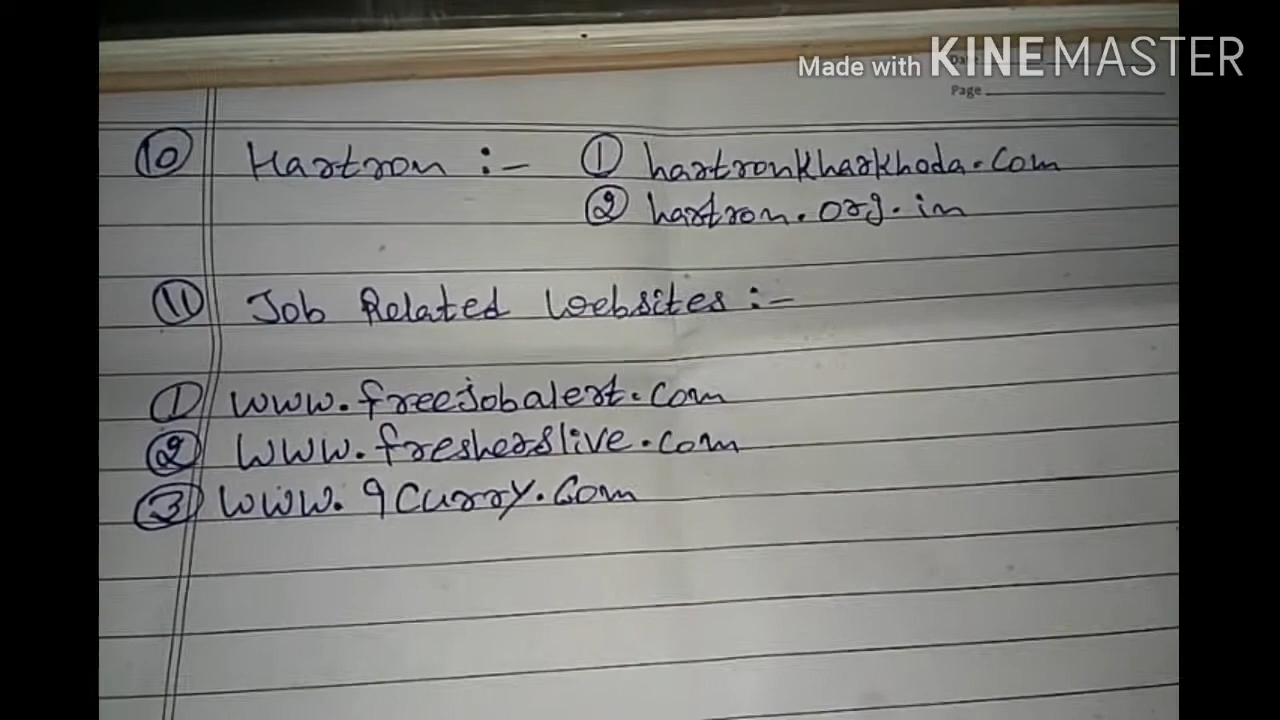 Made with KINEMASTER
Page
10 Hartron :- 1 hartronkharkhoda.com
2 hartron.org.in
11 Job Related Websites :-
1 www.freejobalert.com
2 www.fresherslive.com
3 www.9curry.com